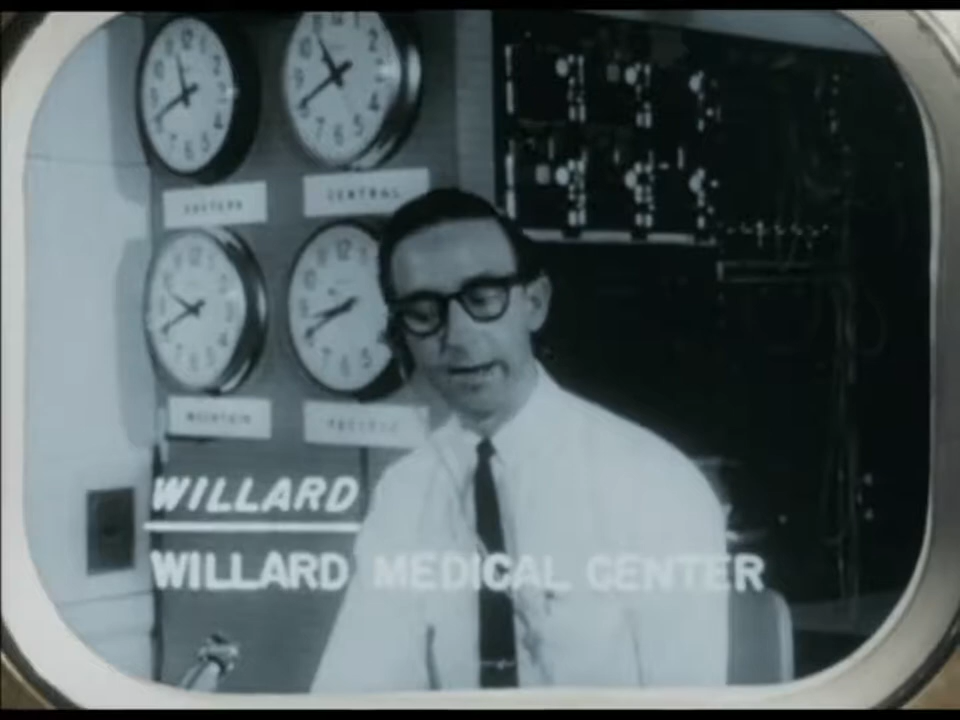 EASTERN
CENTRAL
MOUNTAIN
PACIFIC
WILLARD
WILLARD MEDICAL CENTER